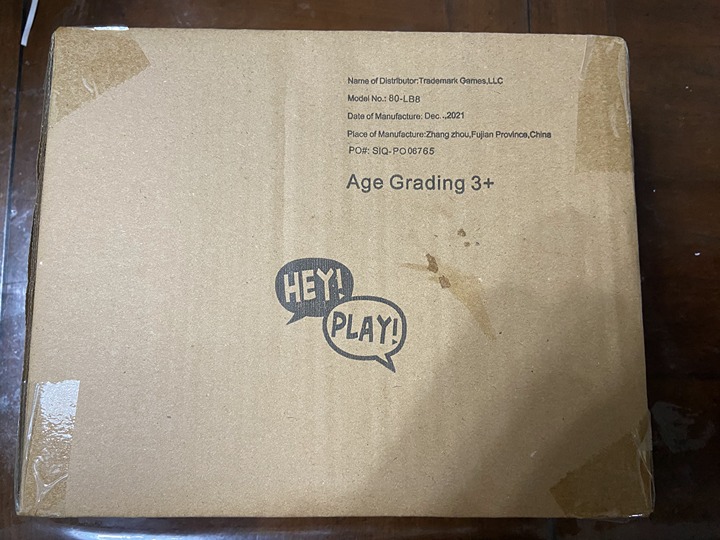 Name of Distributor:Trademark Games,LLC
Model No.: 80-LB8
Date of Manufacture: Dec. .,2021
Place of Manufacture:Zhang zhou,Fujian Province,China
PO#: SIQ-PO06765
Age Grading 3+
HEY!
PLAY!